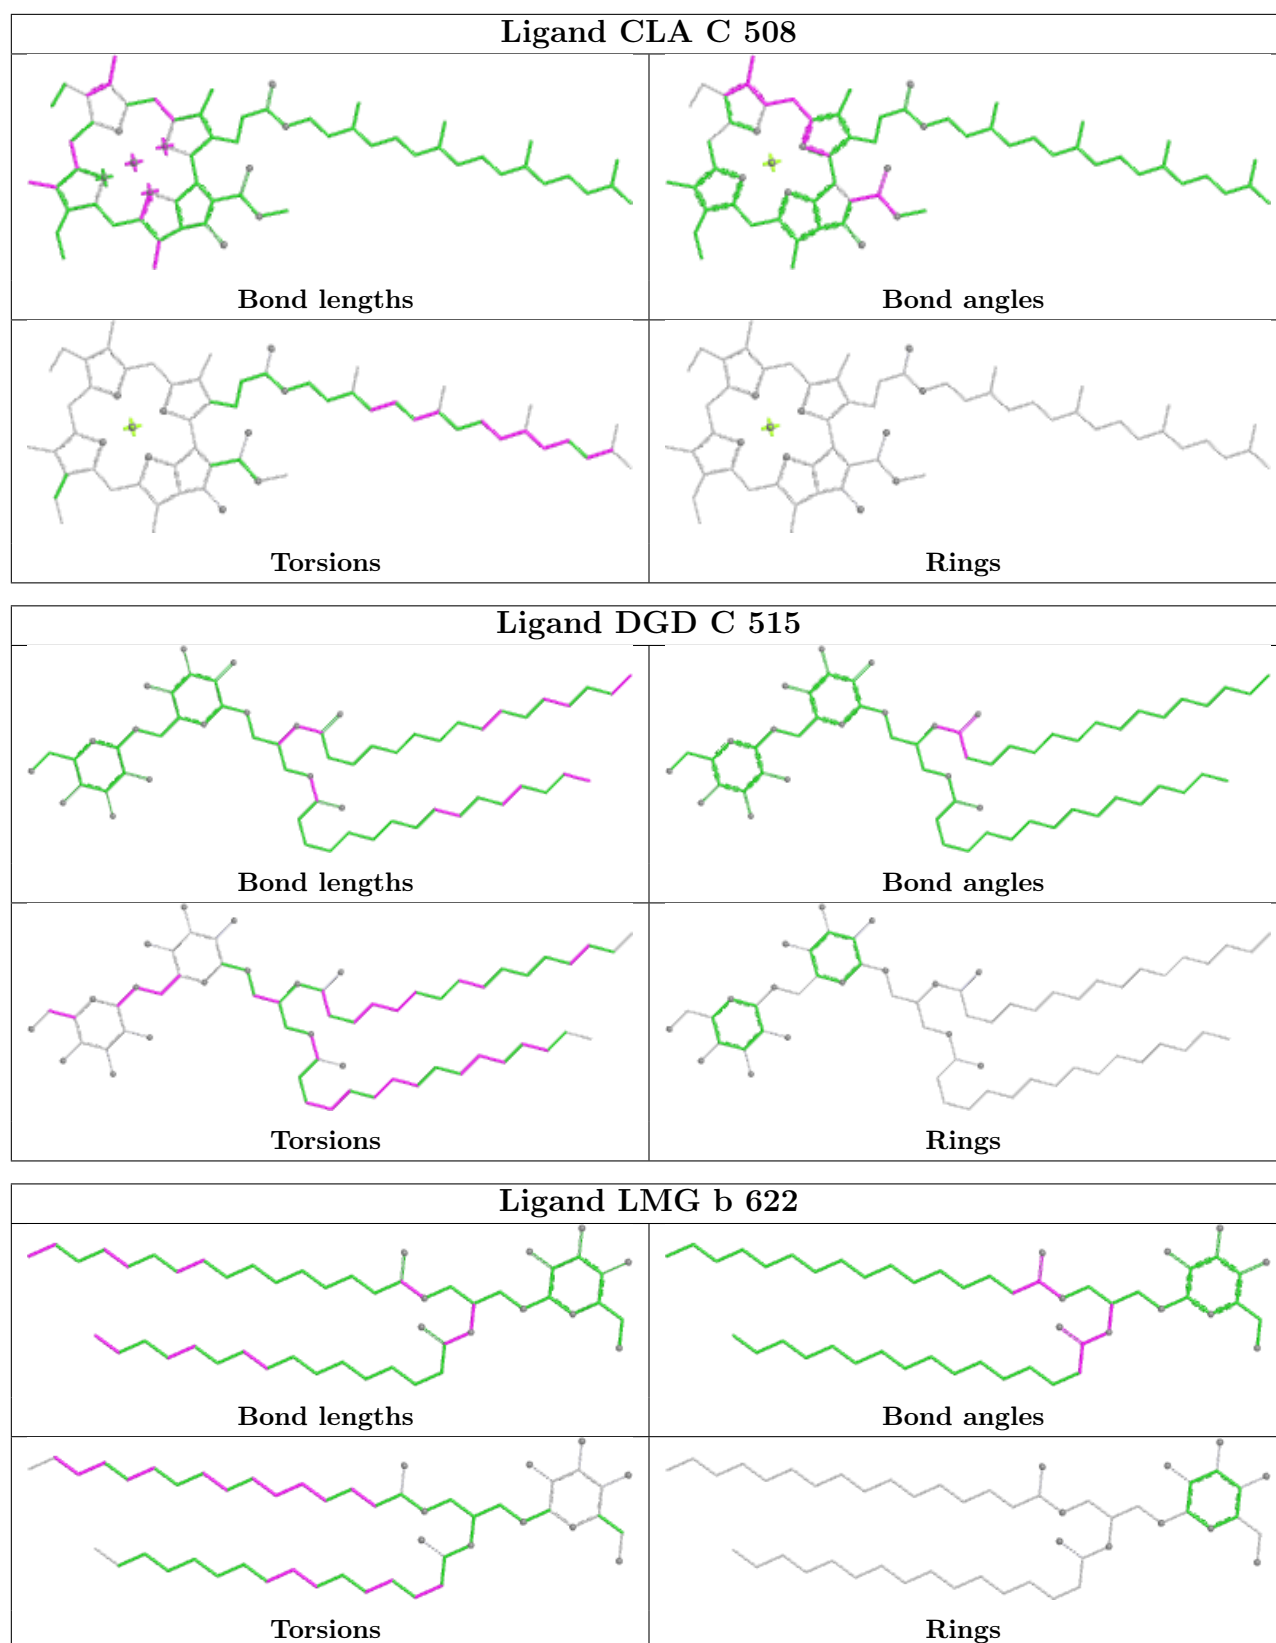 Ligand CLA C 508
Bond lengths
Bond angles
Torsions
Rings
Ligand DGD C 515
Bond lengths
Bond angles
Torsions
Rings
Ligand LMG b 622
Bond lengths
Bond angles
Torsions
Rings